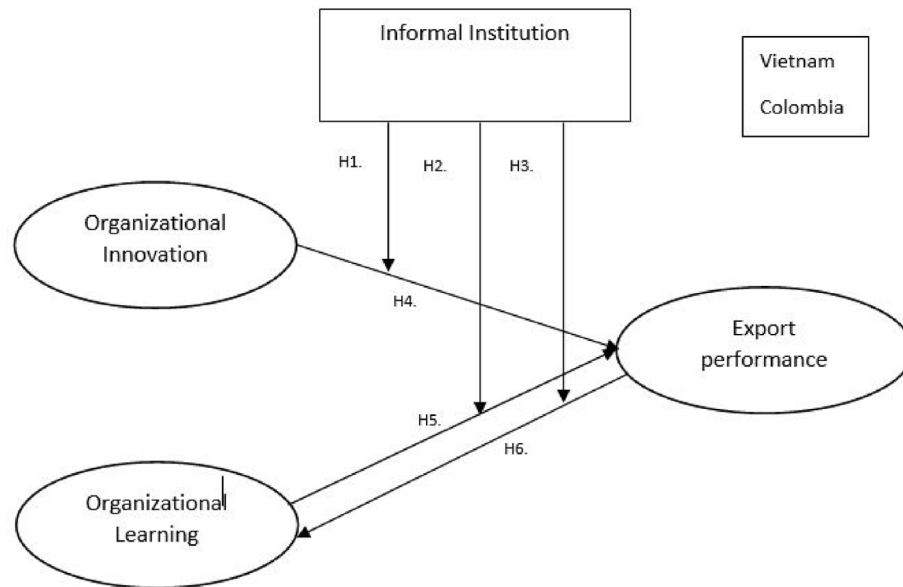 Informal Institution
Vietnam
Colombia
H1.
H2.
H3.
Organizational
Innovation
H4.
Export
performance
H5.
H6.
Organizational
Learning